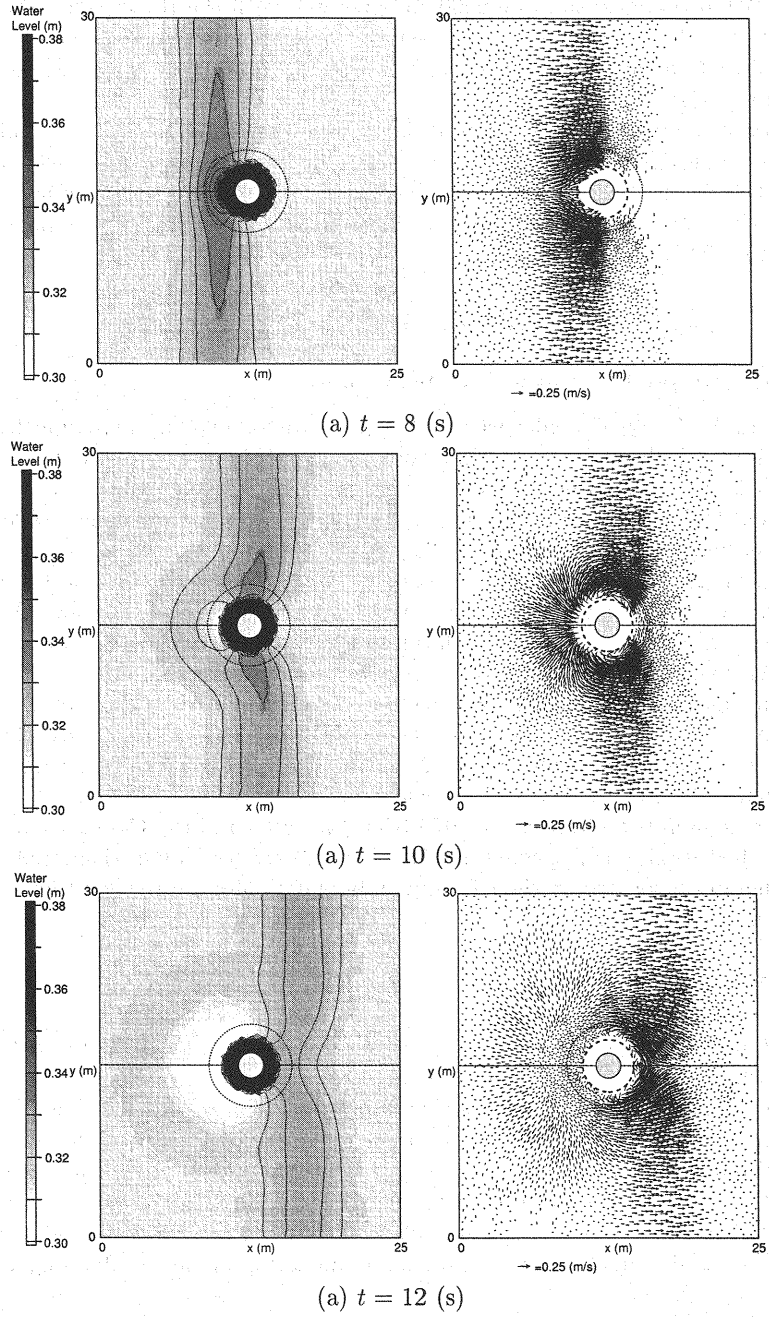 Water
Level (m)
0.38
0.36
0.34
0.32
0.30
30
y (m)
0
x (m)
25
30
y (m)
0
0
x (m)
25
→ =0.25 (m/s)
(a) t = 8 (s)
Water
Level (m)
0.38
0.36
0.34
0.32
0.30
30
y (m)
0
0
x (m)
25
30
y (m)
0
0
x (m)
25
→ =0.25 (m/s)
(a) t = 10 (s)
Water
Level (m)
0.38
0.36
0.34
0.32
0.30
30
y (m)
0
0
x (m)
25
30
y (m)
0
0
x (m)
25
→ =0.25 (m/s)
(a) t = 12 (s)